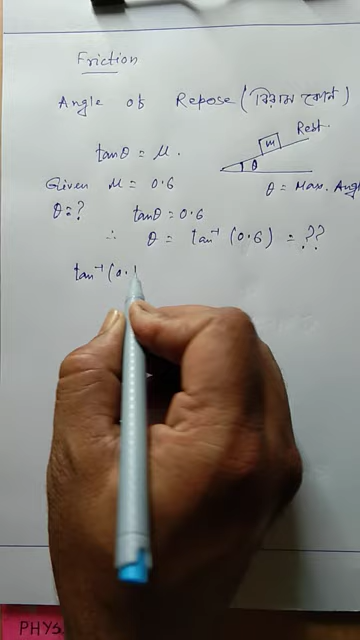 Friction
Angle of Repose (বিরাম কোন)
tanθ = μ.
Rest
m
θ
Given μ = 0.6
θ = Max. Ang
θ = ? tanθ = 0.6
∴ θ = tan⁻¹ (0.6) = ??
tan⁻¹ (0.
PHYS